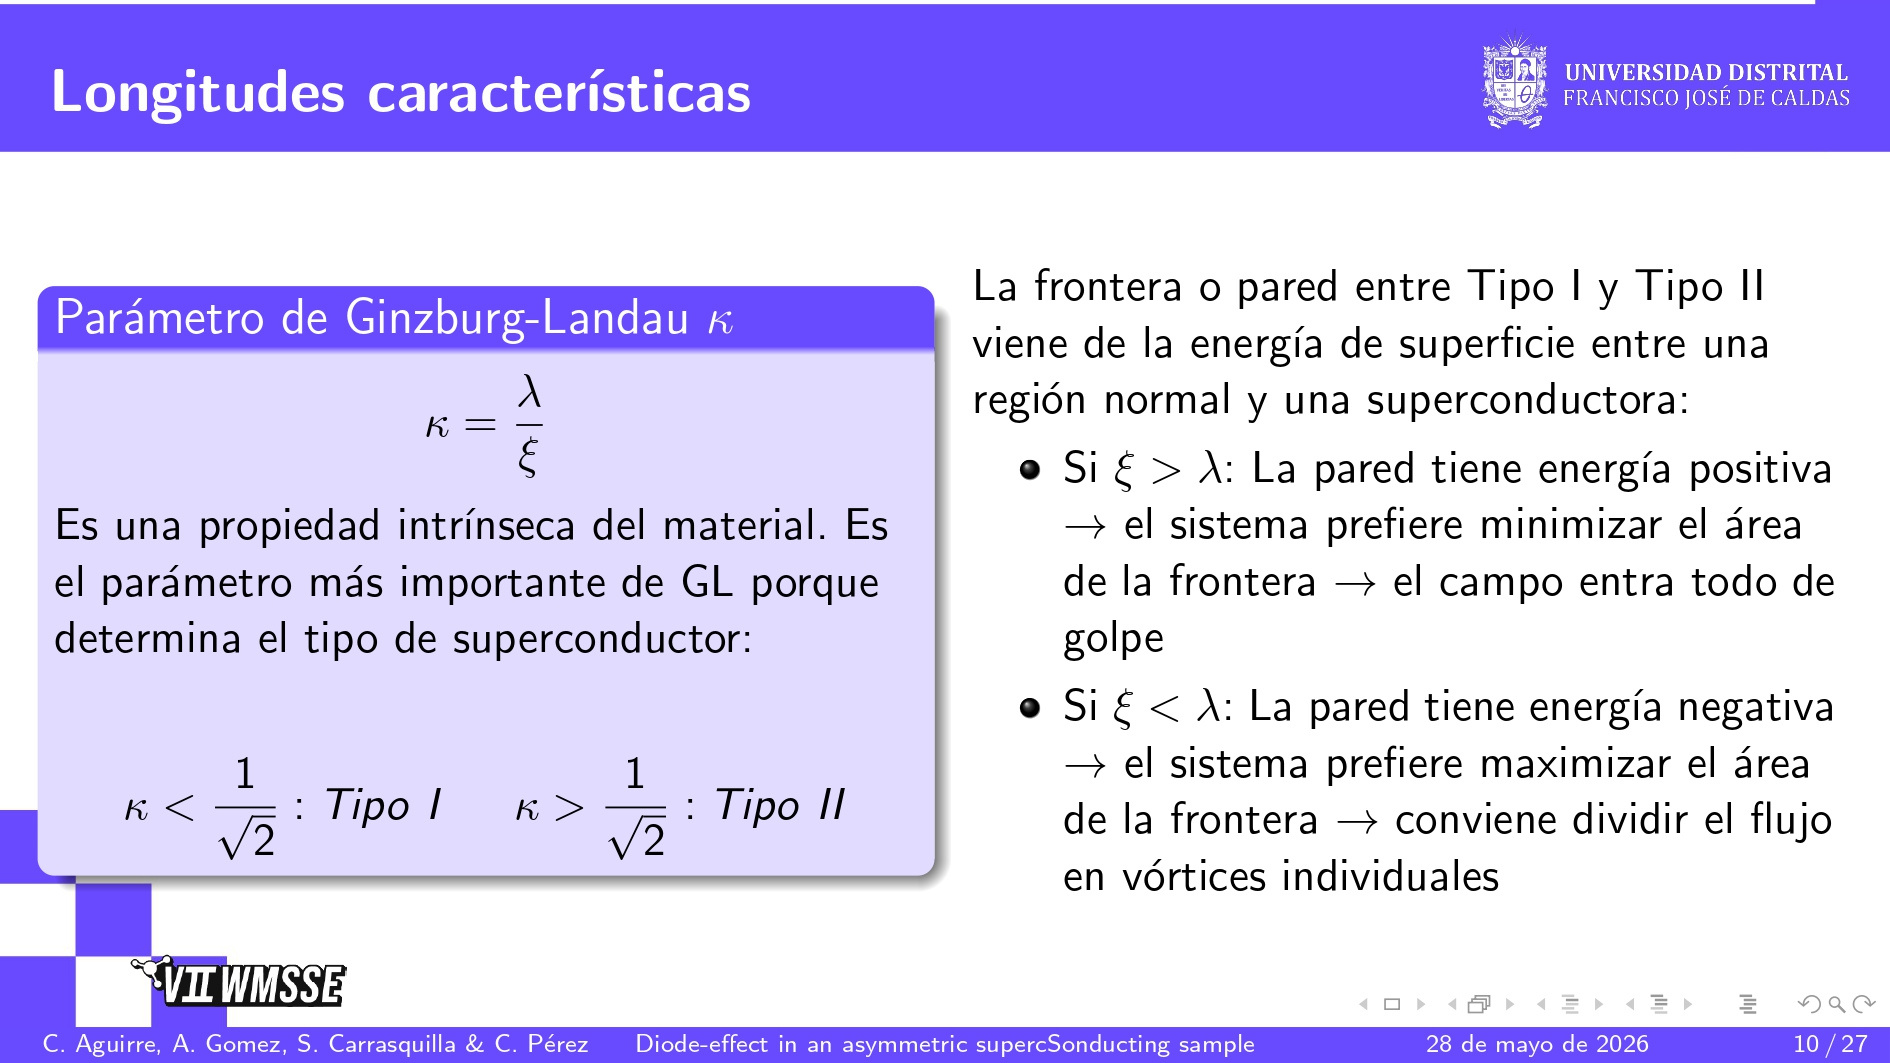 Longitudes características
UNIVERSIDAD DISTRITAL
FRANCISCO JOSÉ DE CALDAS
Parámetro de Ginzburg-Landau κ
κ = λ/ξ
Es una propiedad intrínseca del material. Es
el parámetro más importante de GL porque
determina el tipo de superconductor:
κ < 1/√2 : Tipo I κ > 1/√2 : Tipo II
La frontera o pared entre Tipo I y Tipo II
viene de la energía de superficie entre una
región normal y una superconductora:
Si ξ > λ: La pared tiene energía positiva
→ el sistema prefiere minimizar el área
de la frontera → el campo entra todo de
golpe
Si ξ < λ: La pared tiene energía negativa
→ el sistema prefiere maximizar el área
de la frontera → conviene dividir el flujo
en vórtices individuales
VII WMSSE
C. Aguirre, A. Gomez, S. Carrasquilla & C. Pérez Diode-effect in an asymmetric supercSonducting sample 28 de mayo de 2026 10 / 27